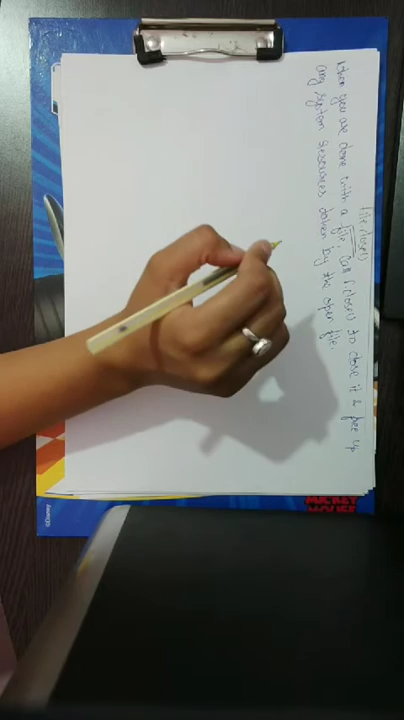 file.close()
When you are done with a file, call f.close() to close it & free up
any system resources taken by the open file.
MICKEY
MOUSE